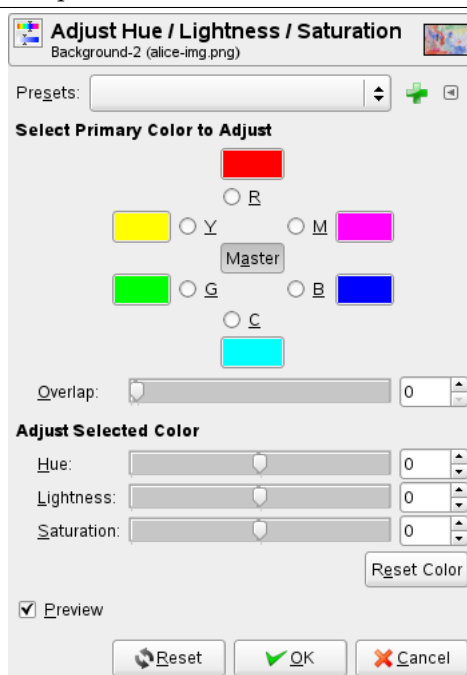 Adjust Hue / Lightness / Saturation
Background-2 (alice-img.png)
Presets:
Select Primary Color to Adjust
R
Y M
Master
G B
C
Overlap: 0
Adjust Selected Color
Hue: 0
Lightness: 0
Saturation: 0
Reset Color
Preview
Reset OK Cancel